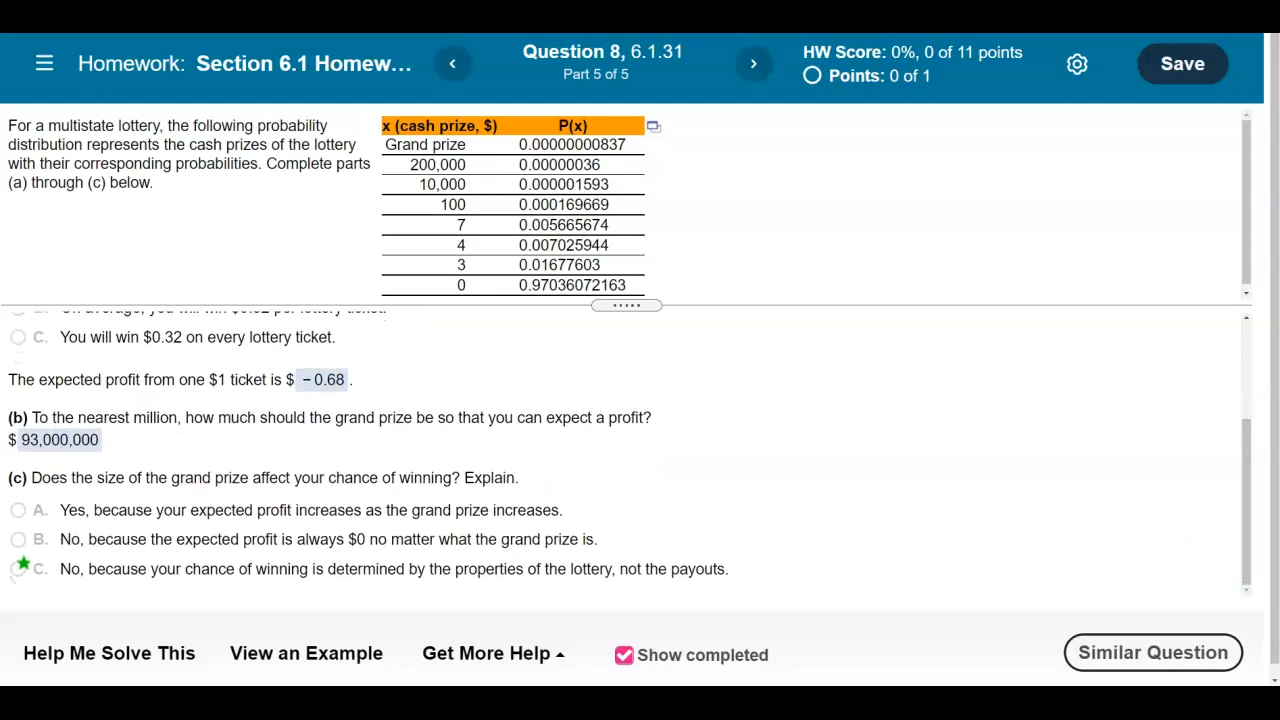 Homework: Section 6.1 Homew...
Question 8, 6.1.31
Part 5 of 5
HW Score: 0%, 0 of 11 points
Points: 0 of 1
Save
For a multistate lottery, the following probability
distribution represents the cash prizes of the lottery
with their corresponding probabilities. Complete parts
(a) through (c) below.
x (cash prize, $) P(x)
Grand prize 0.00000000837
200,000 0.00000036
10,000 0.000001593
100 0.000169669
7 0.005665674
4 0.007025944
3 0.01677603
0 0.97036072163
C. You will win $0.32 on every lottery ticket.
The expected profit from one $1 ticket is $ −0.68.
(b) To the nearest million, how much should the grand prize be so that you can expect a profit?
$ 93,000,000
(c) Does the size of the grand prize affect your chance of winning? Explain.
A. Yes, because your expected profit increases as the grand prize increases.
B. No, because the expected profit is always $0 no matter what the grand prize is.
C. No, because your chance of winning is determined by the properties of the lottery, not the payouts.
Help Me Solve This
View an Example
Get More Help
Show completed
Similar Question